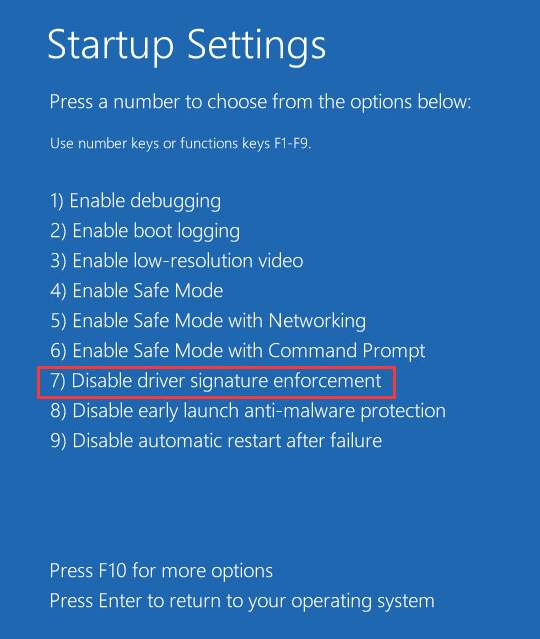 Startup Settings
Press a number to choose from the options below:
Use number keys or functions keys F1-F9.
1) Enable debugging
2) Enable boot logging
3) Enable low-resolution video
4) Enable Safe Mode
5) Enable Safe Mode with Networking
6) Enable Safe Mode with Command Prompt
7) Disable driver signature enforcement
8) Disable early launch anti-malware protection
9) Disable automatic restart after failure
Press F10 for more options
Press Enter to return to your operating system